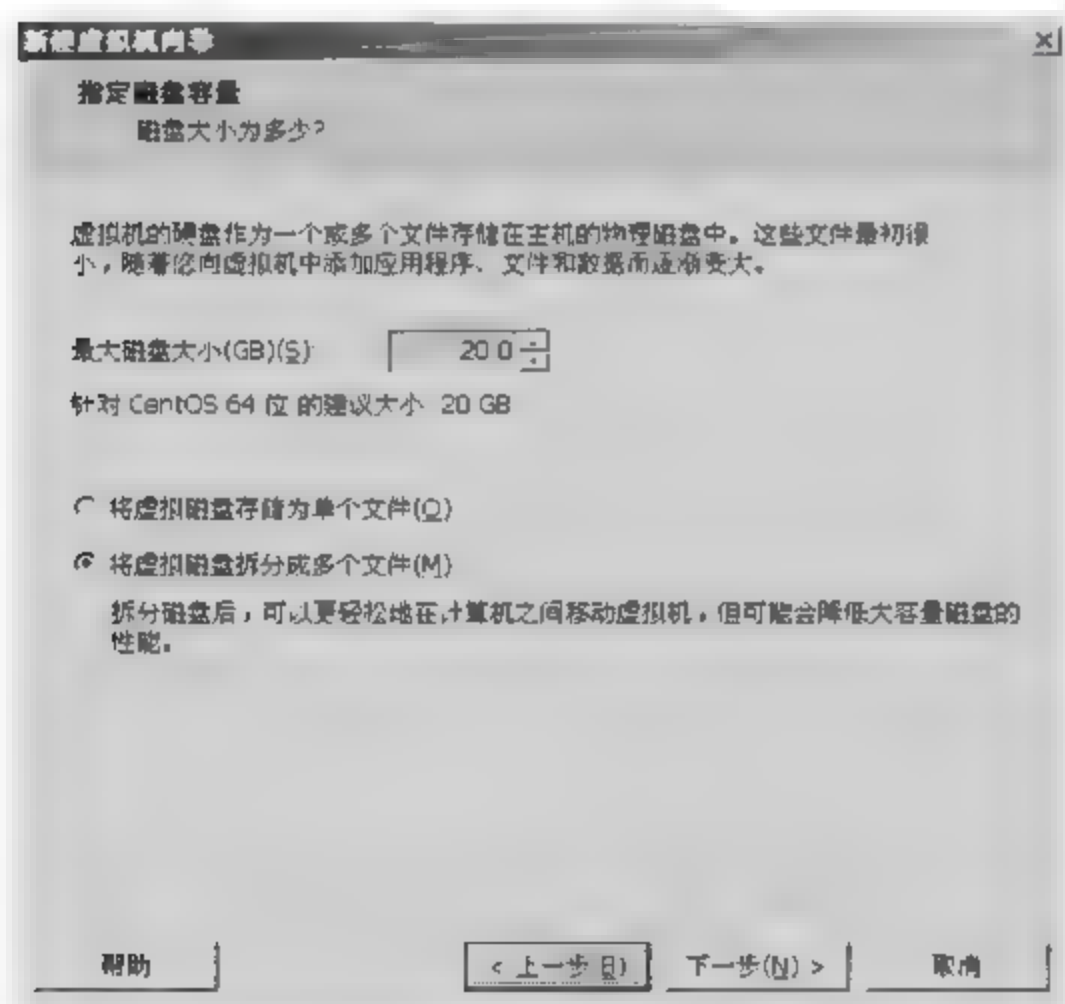 新建虚拟机向导
指定磁盘容量
磁盘大小为多少?
虚拟机的硬盘作为一个或多个文件存储在主机的物理磁盘中。这些文件最初很
小，随着您向虚拟机中添加应用程序、文件和数据而逐渐变大。
最大磁盘大小(GB)(S) 20 0
针对 CentOS 64 位 的建议大小 20 GB
将虚拟磁盘存储为单个文件(O)
将虚拟磁盘拆分成多个文件(M)
拆分磁盘后，可以更轻松地在计算机之间移动虚拟机，但可能会降低大容量磁盘的
性能。
帮助 < 上一步 B) 下一步(N) > 取消